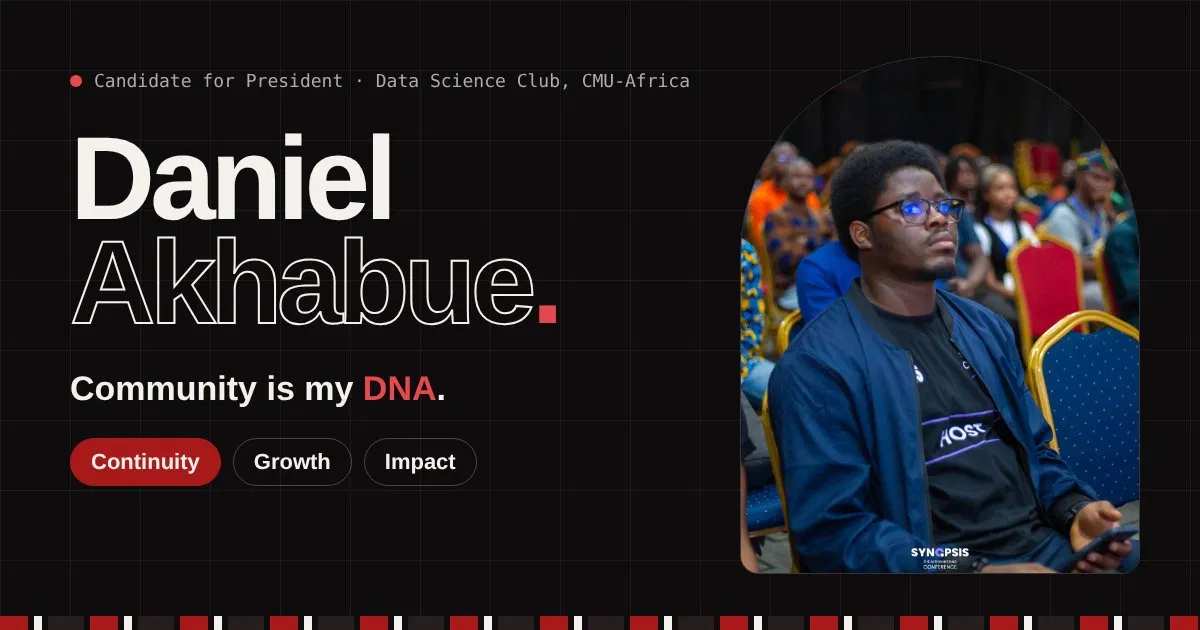 Candidate for President · Data Science Club, CMU-Africa
Daniel
Akhabue.
Community is my DNA.
Continuity
Growth
Impact
HOST
SYNOPSIS
CONFERENCE